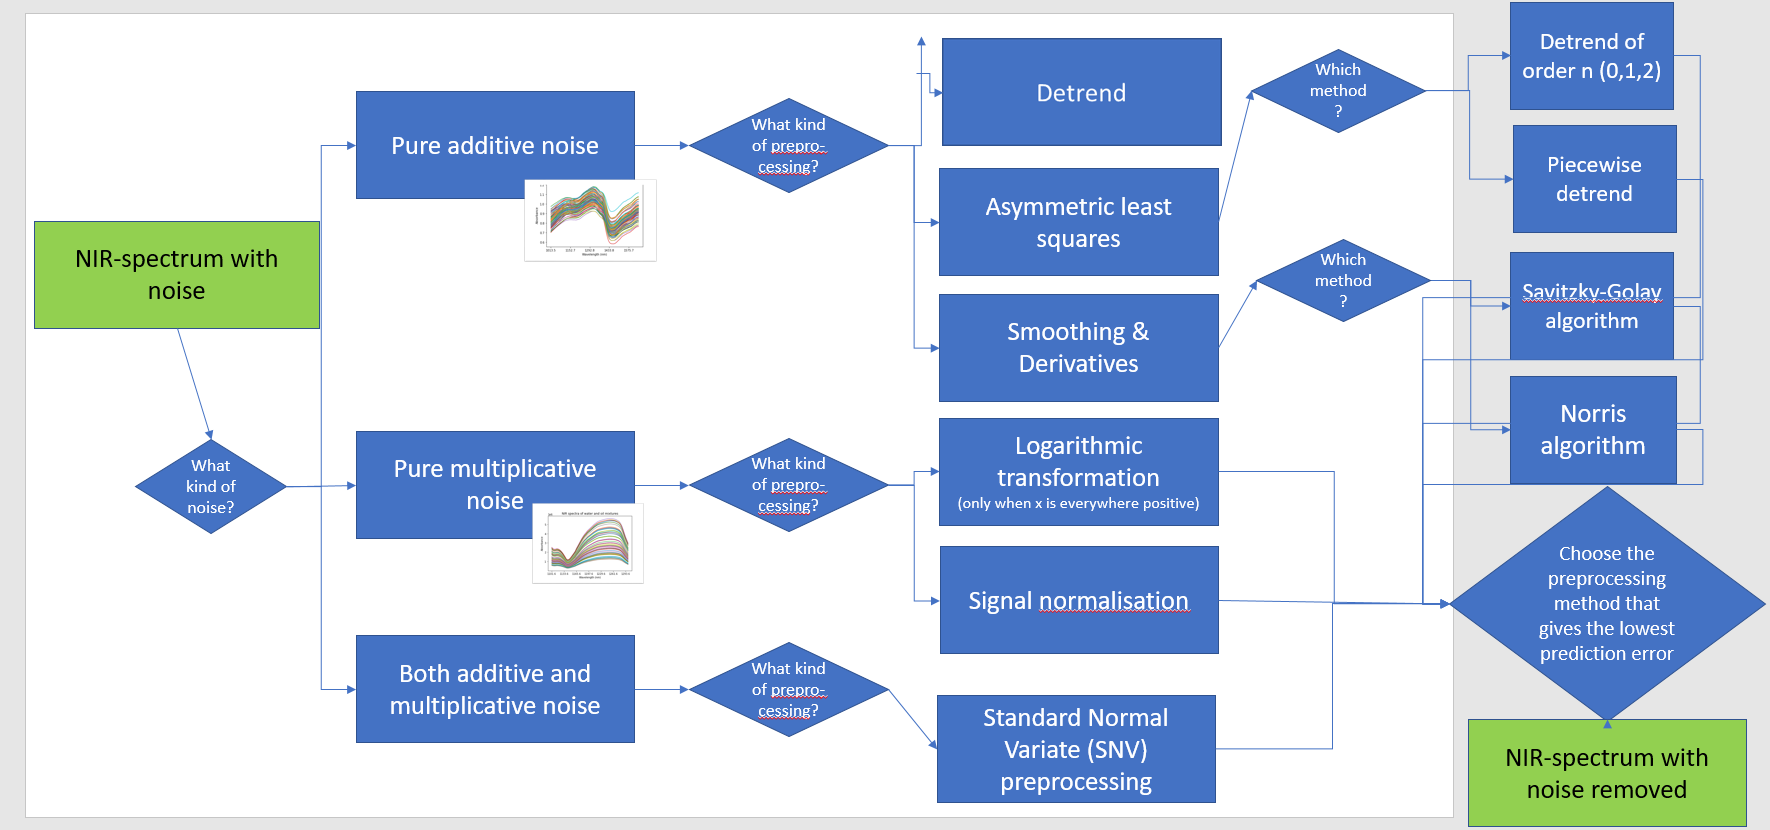 NIR-spectrum with
noise
What
kind of
noise?
Pure additive noise
What kind
of prepro-
cessing?
Detrend
Asymmetric least
squares
Smoothing &
Derivatives
Which
method
?
Detrend of
order n (0,1,2)
Piecewise
detrend
Which
method
?
Savitzky-Golay
algorithm
Norris
algorithm
Pure multiplicative
noise
What kind
of prepro-
cessing?
Logarithmic
transformation
(only when x is everywhere positive)
Signal normalisation
Both additive and
multiplicative noise
What kind
of prepro-
cessing?
Standard Normal
Variate (SNV)
preprocessing
Choose the
preprocessing
method that
gives the lowest
prediction error
NIR-spectrum with
noise removed